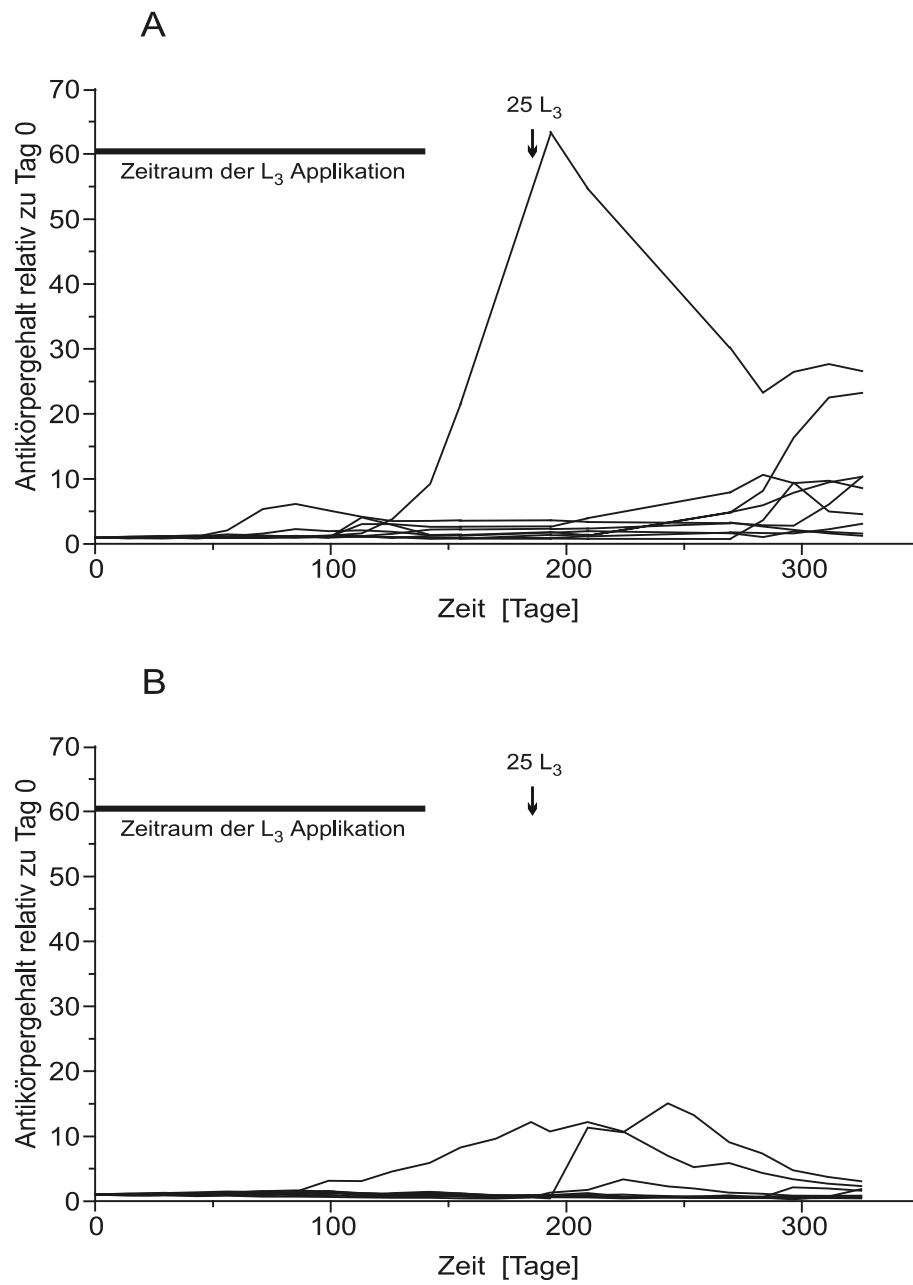 A
Antikörpergehalt relativ zu Tag 0
70
60
50
40
30
20
10
0
25 L₃
Zeitraum der L₃ Applikation
0
100
200
300
Zeit [Tage]
B
Antikörpergehalt relativ zu Tag 0
70
60
50
40
30
20
10
0
25 L₃
Zeitraum der L₃ Applikation
0
100
200
300
Zeit [Tage]